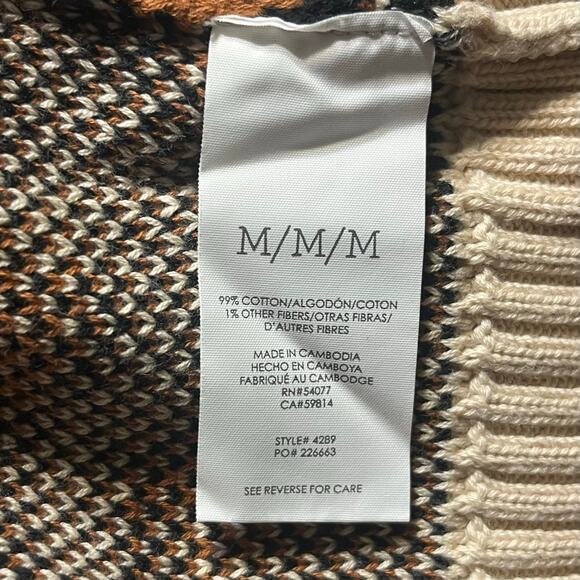 M/M/M
99% COTTON/ALGODÓN/COTON
1% OTHER FIBERS/OTRAS FIBRAS/
D'AUTRES FIBRES
MADE IN CAMBODIA
HECHO EN CAMBOYA
FABRIQUÉ AU CAMBODGE
RN#54077
CA#59814
STYLE# 4289
PO# 226663
SEE REVERSE FOR CARE